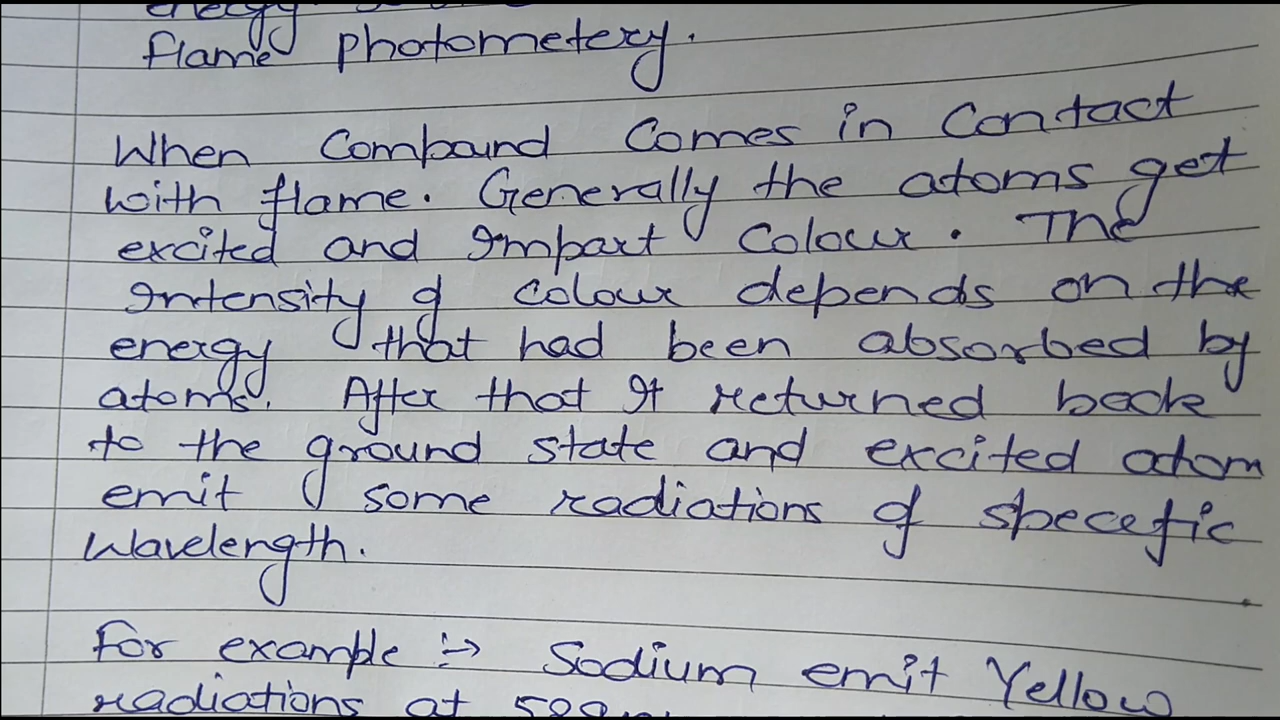 energy
flame photometery.
When Compound Comes in Contact
with flame. Generally the atoms get
excited and Impart Colour. The
Intensity of colour depends on the
energy that had been absorbed by
atoms. After that It returned back
to the ground state and excited atom
emit some radiations of specefic
Wavelength.
For example :-> Sodium emit Yellow
radiations at